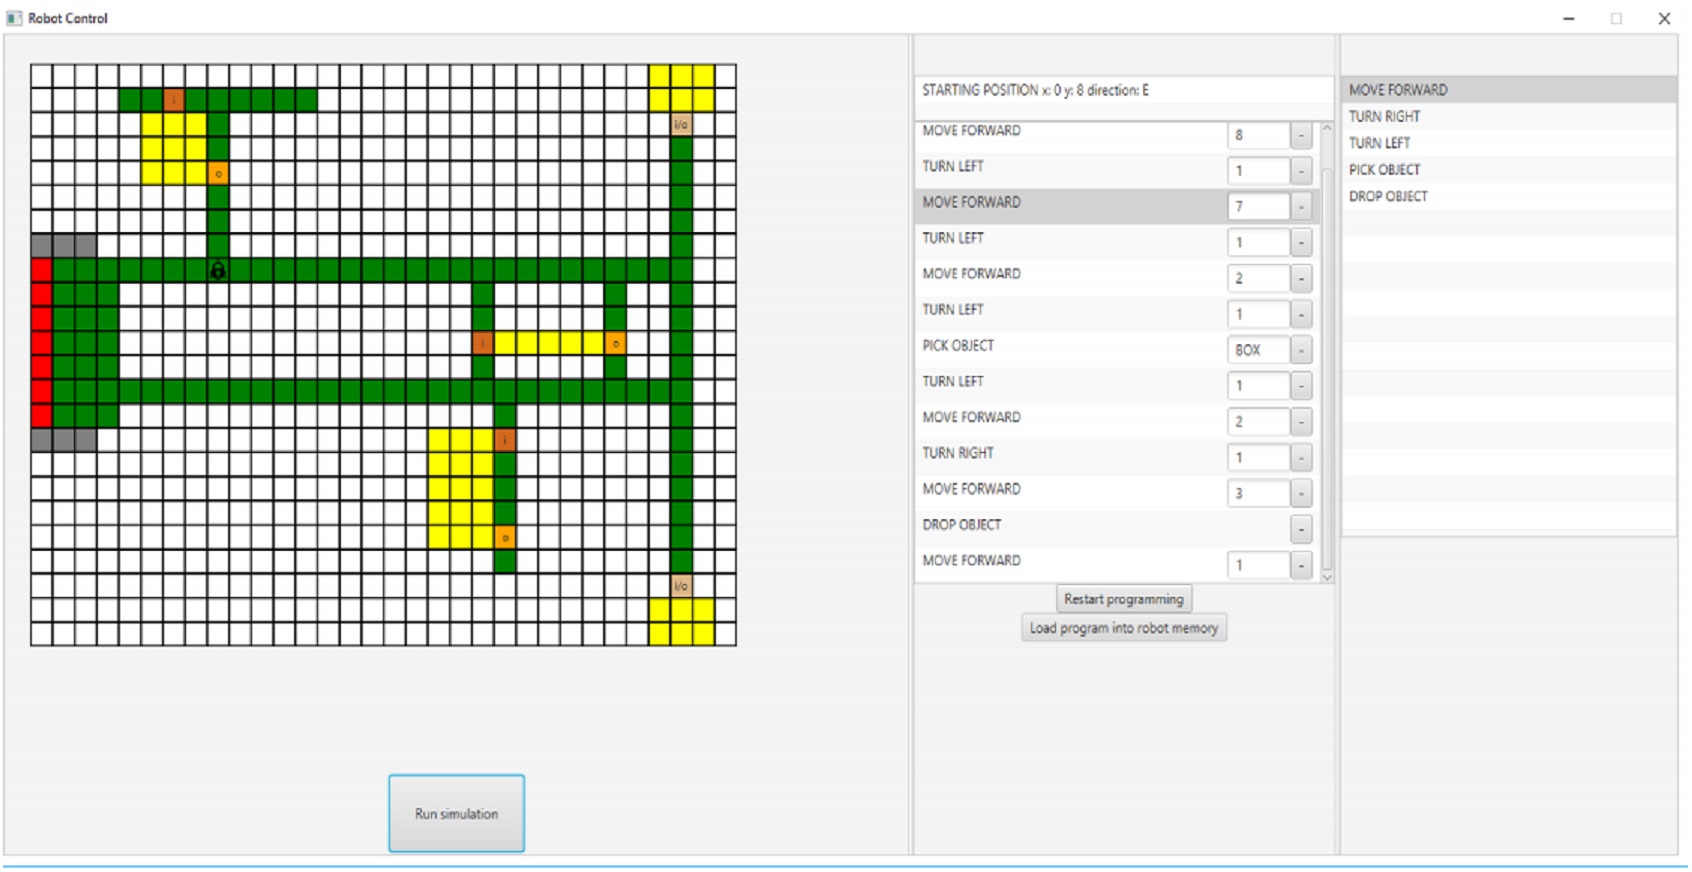 Robot Control
i
i/o
o
i
o
i
o
i/o
Run simulation
STARTING POSITION x: 0 y: 8 direction: E
MOVE FORWARD 8 -
TURN LEFT 1 -
MOVE FORWARD 7 -
TURN LEFT 1 -
MOVE FORWARD 2 -
TURN LEFT 1 -
PICK OBJECT BOX -
TURN LEFT 1 -
MOVE FORWARD 2 -
TURN RIGHT 1 -
MOVE FORWARD 3 -
DROP OBJECT -
MOVE FORWARD 1 -
Restart programming
Load program into robot memory
MOVE FORWARD
TURN RIGHT
TURN LEFT
PICK OBJECT
DROP OBJECT